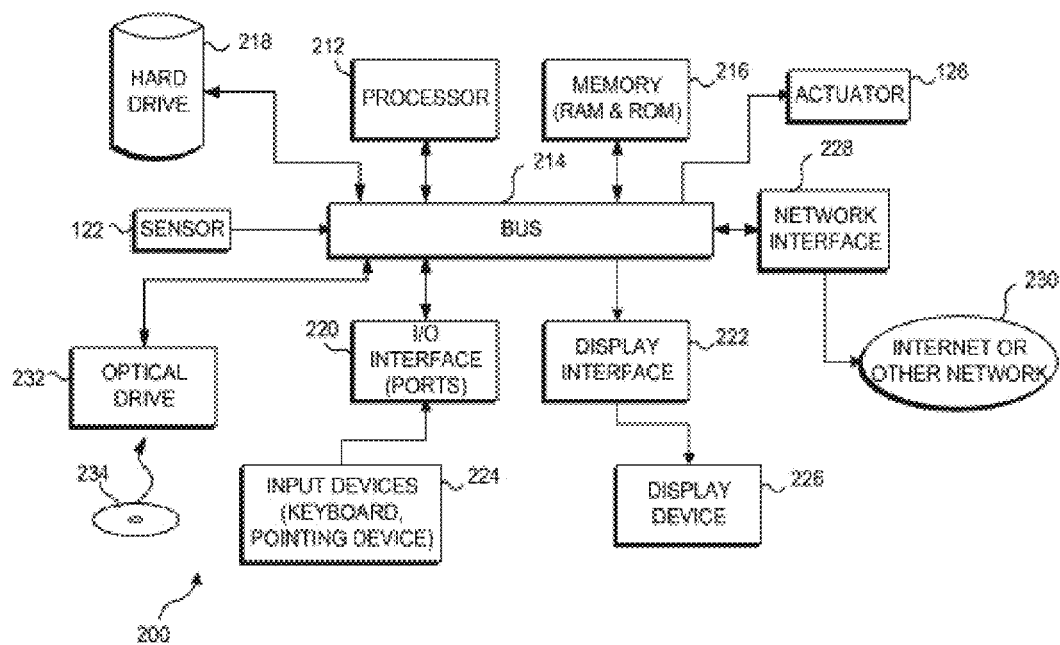 218
HARD
DRIVE
212
PROCESSOR
MEMORY
(RAM & ROM)
216
ACTUATOR
126
214
228
122
SENSOR
BUS
NETWORK
INTERFACE
230
220
I/O
INTERFACE
(PORTS)
DISPLAY
INTERFACE
222
INTERNET OR
OTHER NETWORK
232
OPTICAL
DRIVE
234
INPUT DEVICES
(KEYBOARD,
POINTING DEVICE)
224
DISPLAY
DEVICE
226
200